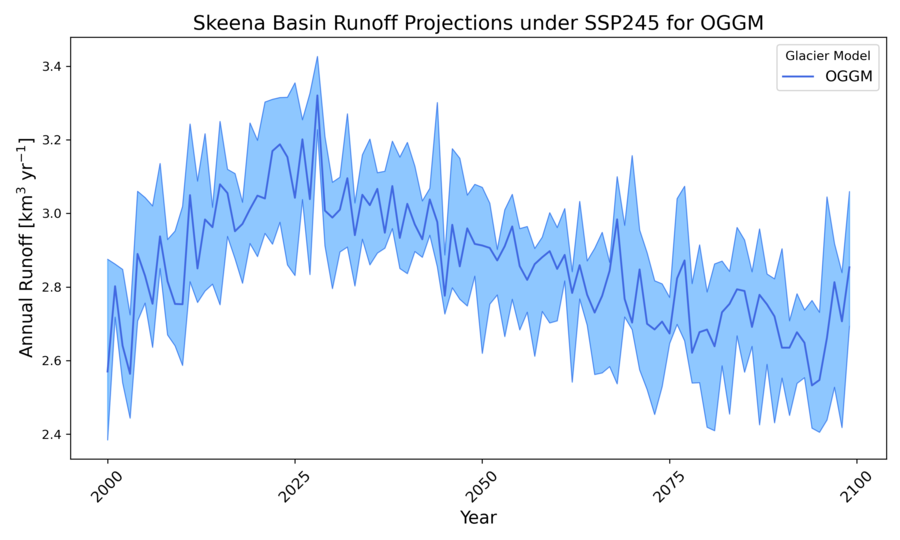 Skeena Basin Runoff Projections under SSP245 for OGGM
Glacier Model
OGGM
Annual Runoff [km³ yr⁻¹]
3.4
3.2
3.0
2.8
2.6
2.4
2000
2025
2050
2075
2100
Year